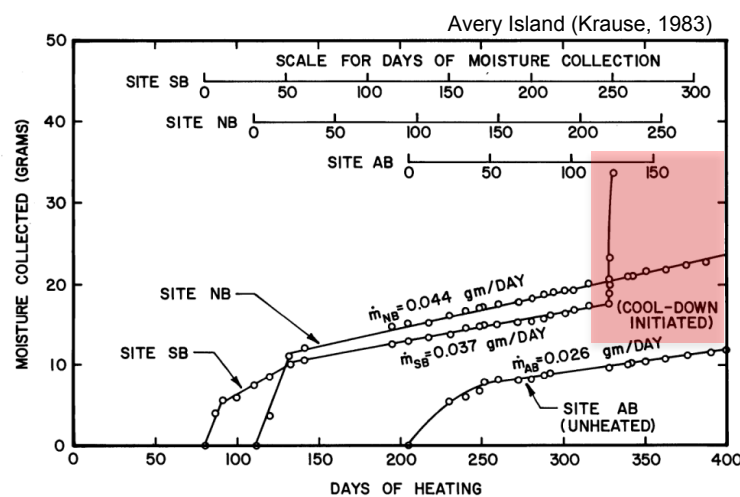 Avery Island (Krause, 1983)
50
SCALE FOR DAYS OF MOISTURE COLLECTION
SITE SB
0 50 100 150 200 250 300
40
SITE NB
0 50 100 150 200 250
SITE AB
0 50 100 150
MOISTURE COLLECTED (GRAMS)
30
SITE NB
ṁNB=0.044 gm/DAY
20
(COOL-DOWN
INITIATED)
SITE SB
ṁSB=0.037 gm/DAY
ṁAB=0.026 gm/DAY
10
SITE AB
(UNHEATED)
0
0 50 100 150 200 250 300 350 400
DAYS OF HEATING